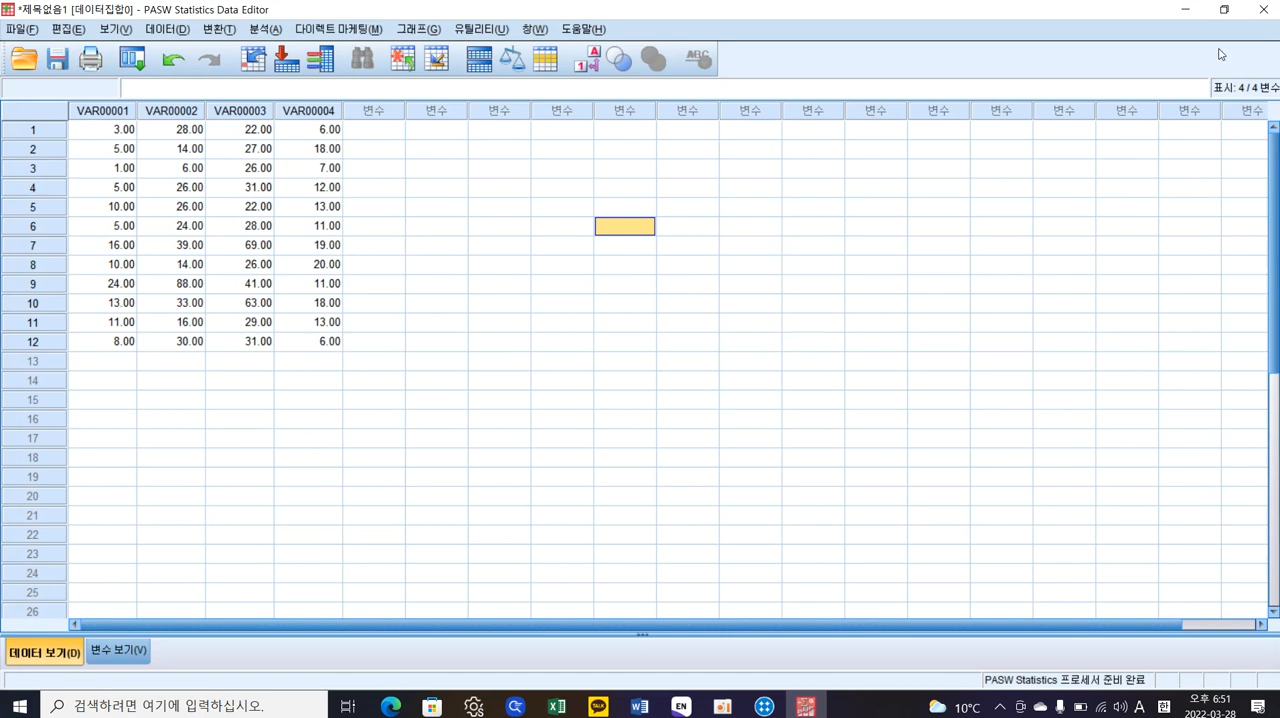 *제목없음1 [데이터집합0] - PASW Statistics Data Editor
파일(F) 편집(E) 보기(V) 데이터(D) 변환(T) 분석(A) 다이렉트 마케팅(M) 그래프(G) 유틸리티(U) 창(W) 도움말(H)
표시: 4 / 4 변수
VAR00001 VAR00002 VAR00003 VAR00004 변수 변수 변수 변수 변수 변수 변수 변수 변수 변수 변수 변수 변수 변수 변수
1 3.00 28.00 22.00 6.00
2 5.00 14.00 27.00 18.00
3 1.00 6.00 26.00 7.00
4 5.00 26.00 31.00 12.00
5 10.00 26.00 22.00 13.00
6 5.00 24.00 28.00 11.00
7 16.00 39.00 69.00 19.00
8 10.00 14.00 26.00 20.00
9 24.00 88.00 41.00 11.00
10 13.00 33.00 63.00 18.00
11 11.00 16.00 29.00 13.00
12 8.00 30.00 31.00 6.00
13
14
15
16
17
18
19
20
21
22
23
24
25
26
데이터 보기(D) 변수 보기(V)
PASW Statistics 프로세서 준비 완료
검색하려면 여기에 입력하십시오. 10°C A 한 오후 6:51
2022-03-28